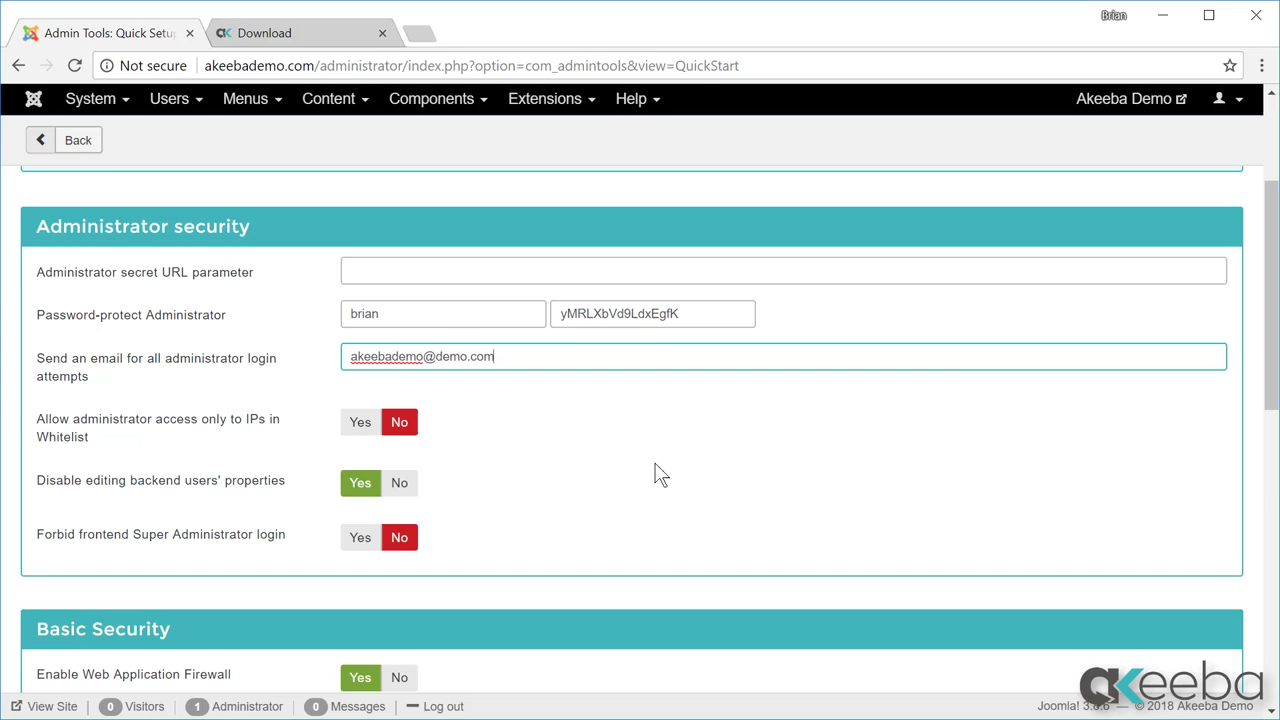 Brian
Admin Tools: Quick Setu
Download
Not secure
akeebademo.com/administrator/index.php?option=com_admintools&view=QuickStart
System Users Menus Content Components Extensions Help Akeeba Demo
Back
Administrator security
Administrator secret URL parameter
Password-protect Administrator brian yMRLXbVd9LdxEgfK
Send an email for all administrator login
attempts
akeebademo@demo.com
Allow administrator access only to IPs in
Whitelist
Yes No
Disable editing backend users' properties Yes No
Forbid frontend Super Administrator login Yes No
Basic Security
Enable Web Application Firewall Yes No
akeeba
View Site 0 Visitors 1 Administrator 0 Messages Log out
© 2018 Akeeba Demo